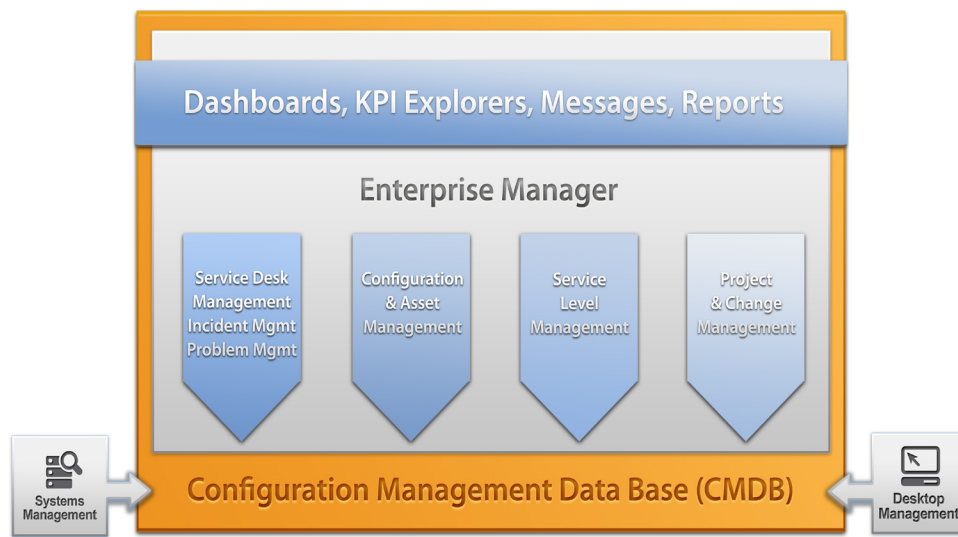 Dashboards, KPI Explorers, Messages, Reports
Enterprise Manager
Service Desk
Management
Incident Mgmt
Problem Mgmt
Configuration
& Asset
Management
Service
Level
Management
Project
& Change
Management
Systems
Management
Configuration Management Data Base (CMDB)
Desktop
Management